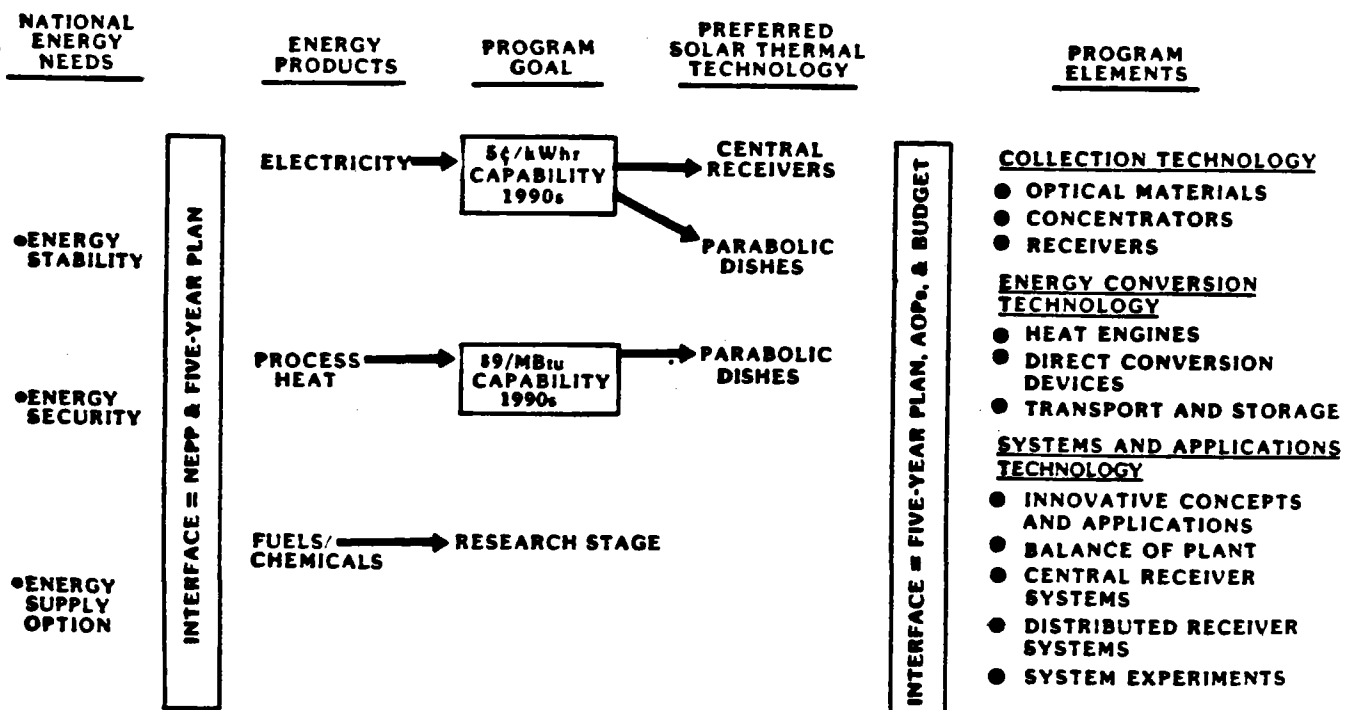 NATIONAL
ENERGY
NEEDS
ENERGY
PRODUCTS
PROGRAM
GOAL
PREFERRED
SOLAR THERMAL
TECHNOLOGY
PROGRAM
ELEMENTS
●ENERGY
STABILITY
●ENERGY
SECURITY
●ENERGY
SUPPLY
OPTION
INTERFACE = NEPP & FIVE-YEAR PLAN
ELECTRICITY
5¢/kWhr
CAPABILITY
1990s
CENTRAL
RECEIVERS
PARABOLIC
DISHES
PROCESS
HEAT
$9/MBtu
CAPABILITY
1990s
PARABOLIC
DISHES
FUELS/
CHEMICALS
RESEARCH STAGE
INTERFACE = FIVE-YEAR PLAN, AOPs, & BUDGET
COLLECTION TECHNOLOGY
● OPTICAL MATERIALS
● CONCENTRATORS
● RECEIVERS
ENERGY CONVERSION
TECHNOLOGY
● HEAT ENGINES
● DIRECT CONVERSION
DEVICES
● TRANSPORT AND STORAGE
SYSTEMS AND APPLICATIONS
TECHNOLOGY
● INNOVATIVE CONCEPTS
AND APPLICATIONS
● BALANCE OF PLANT
● CENTRAL RECEIVER
SYSTEMS
● DISTRIBUTED RECEIVER
SYSTEMS
● SYSTEM EXPERIMENTS